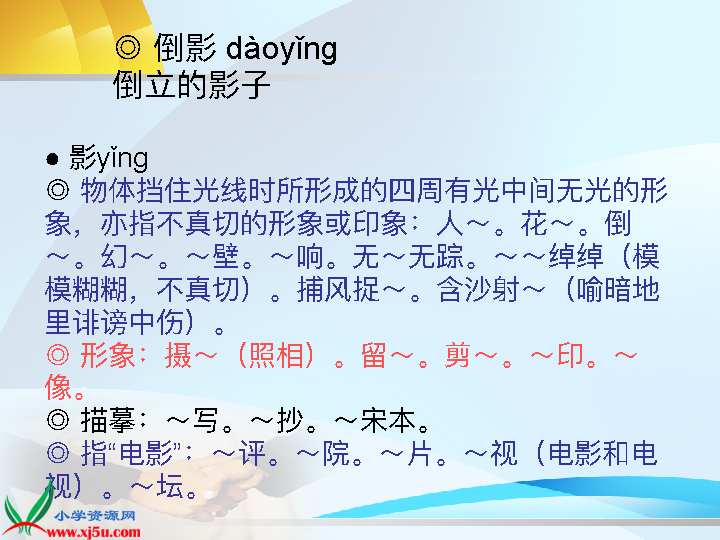 ◎ 倒影 dàoyǐng
倒立的影子
● 影yǐng
◎ 物体挡住光线时所形成的四周有光中间无光的形
象，亦指不真切的形象或印象：人～。花～。倒
～。幻～。～壁。～响。无～无踪。～～绰绰（模
模糊糊，不真切）。捕风捉～。含沙射～（喻暗地
里诽谤中伤）。
◎ 形象：摄～（照相）。留～。剪～。～印。～
像。
◎ 描摹：～写。～抄。～宋本。
◎ 指“电影”：～评。～院。～片。～视（电影和电
视）。～坛。
小学资源网
www.xj5u.com